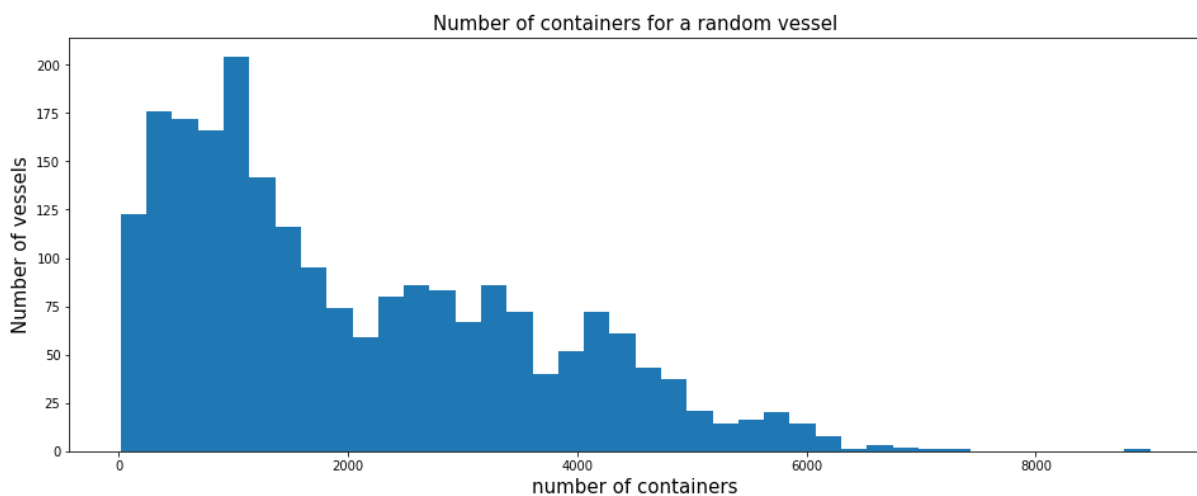 Number of containers for a random vessel
Number of vessels
200
175
150
125
100
75
50
25
0
0 2000 4000 6000 8000
number of containers